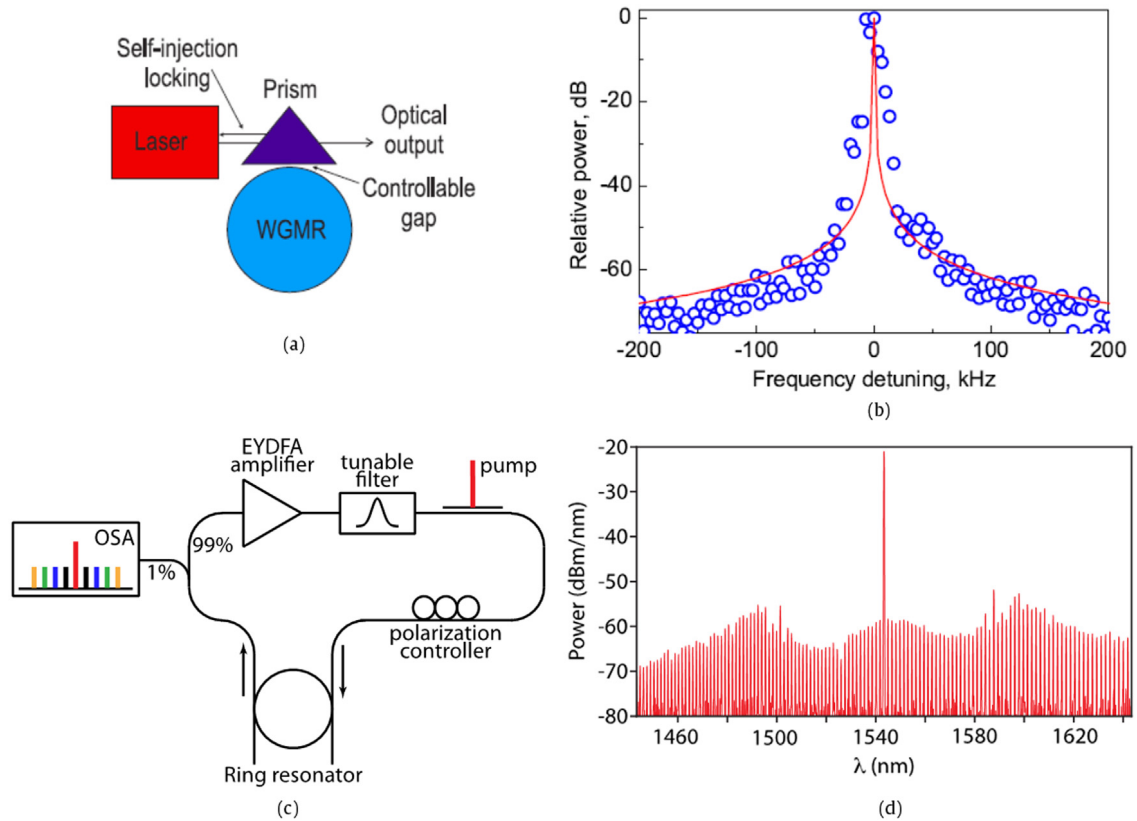 Self-injection
locking
Prism
Laser
Optical
output
Controllable
gap
WGMR
(a)
Relative power, dB
0
-20
-40
-60
-200
-100
0
100
200
Frequency detuning, kHz
(b)
EYDFA
amplifier
tunable
filter
pump
OSA
99%
1%
polarization
controller
Ring resonator
(c)
Power (dBm/nm)
-20
-30
-50
-60
-70
-80
1460
1500
1540
1580
1620
λ (nm)
(d)